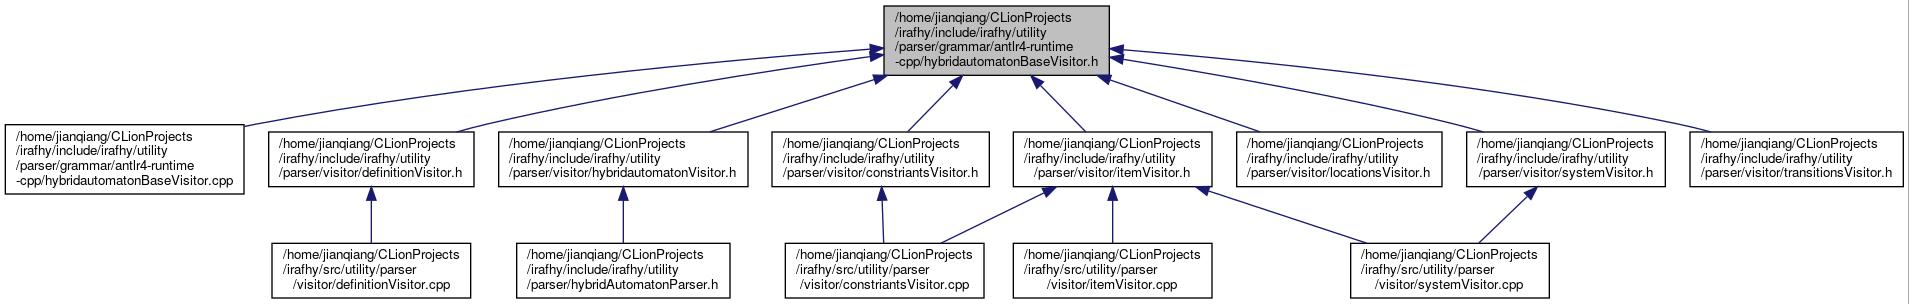 /home/jianqiang/CLionProjects
/irafhy/include/irafhy/utility
/parser/grammar/antlr4-runtime
-cpp/hybridautomatonBaseVisitor.h
/home/jianqiang/CLionProjects
/irafhy/include/irafhy/utility
/parser/grammar/antlr4-runtime
-cpp/hybridautomatonBaseVisitor.cpp
/home/jianqiang/CLionProjects
/irafhy/include/irafhy/utility
/parser/visitor/definitionVisitor.h
/home/jianqiang/CLionProjects
/irafhy/include/irafhy/utility
/parser/visitor/hybridautomatonVisitor.h
/home/jianqiang/CLionProjects
/irafhy/include/irafhy/utility
/parser/visitor/constriantsVisitor.h
/home/jianqiang/CLionProjects
/irafhy/include/irafhy/utility
/parser/visitor/itemVisitor.h
/home/jianqiang/CLionProjects
/irafhy/include/irafhy/utility
/parser/visitor/locationsVisitor.h
/home/jianqiang/CLionProjects
/irafhy/include/irafhy/utility
/parser/visitor/systemVisitor.h
/home/jianqiang/CLionProjects
/irafhy/include/irafhy/utility
/parser/visitor/transitionsVisitor.h
/home/jianqiang/CLionProjects
/irafhy/src/utility/parser
/visitor/definitionVisitor.cpp
/home/jianqiang/CLionProjects
/irafhy/include/irafhy/utility
/parser/hybridAutomatonParser.h
/home/jianqiang/CLionProjects
/irafhy/src/utility/parser
/visitor/constriantsVisitor.cpp
/home/jianqiang/CLionProjects
/irafhy/src/utility/parser
/visitor/itemVisitor.cpp
/home/jianqiang/CLionProjects
/irafhy/src/utility/parser
/visitor/systemVisitor.cpp